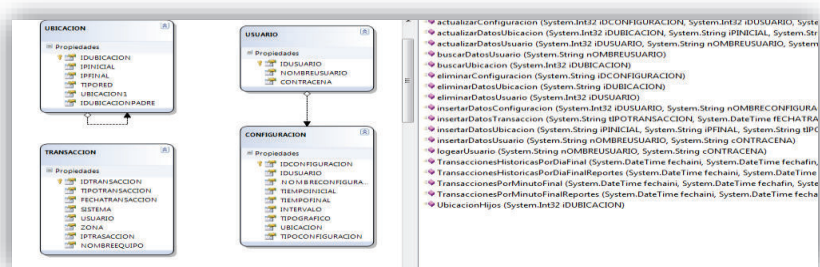 UBICACION
Propiedades
IDUBICACION
IPINICIAL
IPFINAL
TIPORED
UBICACION1
IDUBICACIONPADRE
USUARIO
Propiedades
IDUSUARIO
NOMBREUSUARIO
CONTRACENA
TRANSACCION
Propiedades
IDTRANSACCION
TIPOTRANSACCION
FECHATRANSACCION
SISTEMA
USUARIO
ZONA
IPTRASACCION
NOMBREEQUIPO
CONFIGURACION
Propiedades
IDCONFIGURACION
IDUSUARIO
NOMBRECONFIGURA...
TIEMPOINICIAL
TIEMPOFINAL
INTERVALO
TIPOGRAFICO
UBICACION
TIPOCONFIGURACION
actualizarConfiguracion (System.Int32 iDCONFIGURACION, System.Int32 iDUSUARIO, Syste
actualizarDatosUbicacion (System.Int32 iDUBICACION, System.String iPINICIAL, System.Str
actualizarDatosUsuario (System.Int32 iDUSUARIO, System.String nOMBREUSUARIO, System
buscarDatosUsuario (System.String nOMBREUSUARIO)
buscarUbicacion (System.Int32 iDUBICACION)
eliminarConfiguracion (System.String iDCONFIGURACION)
eliminarDatosUbicacion (System.String iDUBICACION)
eliminarDatosUsuario (System.Int32 iDUSUARIO)
insertarDatosConfiguracion (System.Int32 iDUSUARIO, System.String nOMBRECONFIGURA
insertarDatosTransaccion (System.String tIPOTRANSACCION, System.DateTime fECHATRA
insertarDatosUbicacion (System.String iPINICIAL, System.String iPFINAL, System.String tIPO
insertarDatosUsuario (System.String nOMBREUSUARIO, System.String cONTRACENA)
logearUsuario (System.String nOMBREUSUARIO, System.String cONTRACENA)
TransaccionesHistoricasPorDiaFinal (System.DateTime fechaini, System.DateTime fechafin,
TransaccionesHistoricasPorDiaFinalReportes (System.DateTime fechaini, System.DateTime
TransaccionesPorMinutoFinal (System.DateTime fechaini, System.DateTime fechafin, Syste
TransaccionesPorMinutoFinalReportes (System.DateTime fechaini, System.DateTime fecha
UbicacionHijos (System.Int32 iDUBICACION)